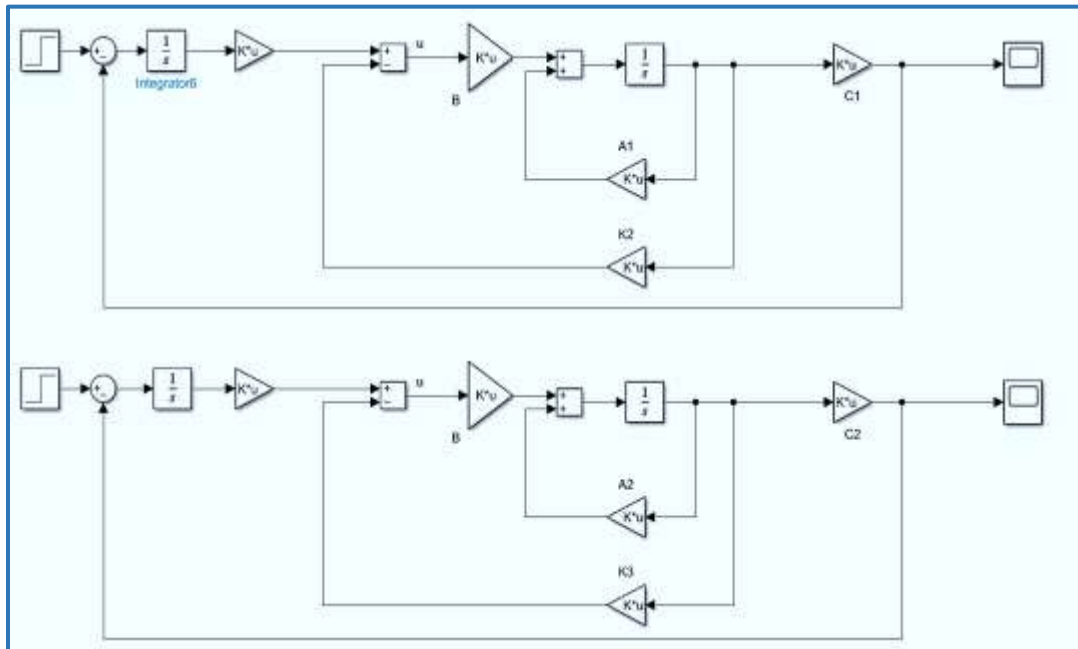 +
−
1
s
Integrator6
K*u
+
−
u
K*u
B
+
+
1
s
K*u
C1
A1
K*u
K2
K*u
+
−
1
s
K*u
+
−
u
K*u
B
+
+
1
s
K*u
C2
A2
K*u
K3
K*u